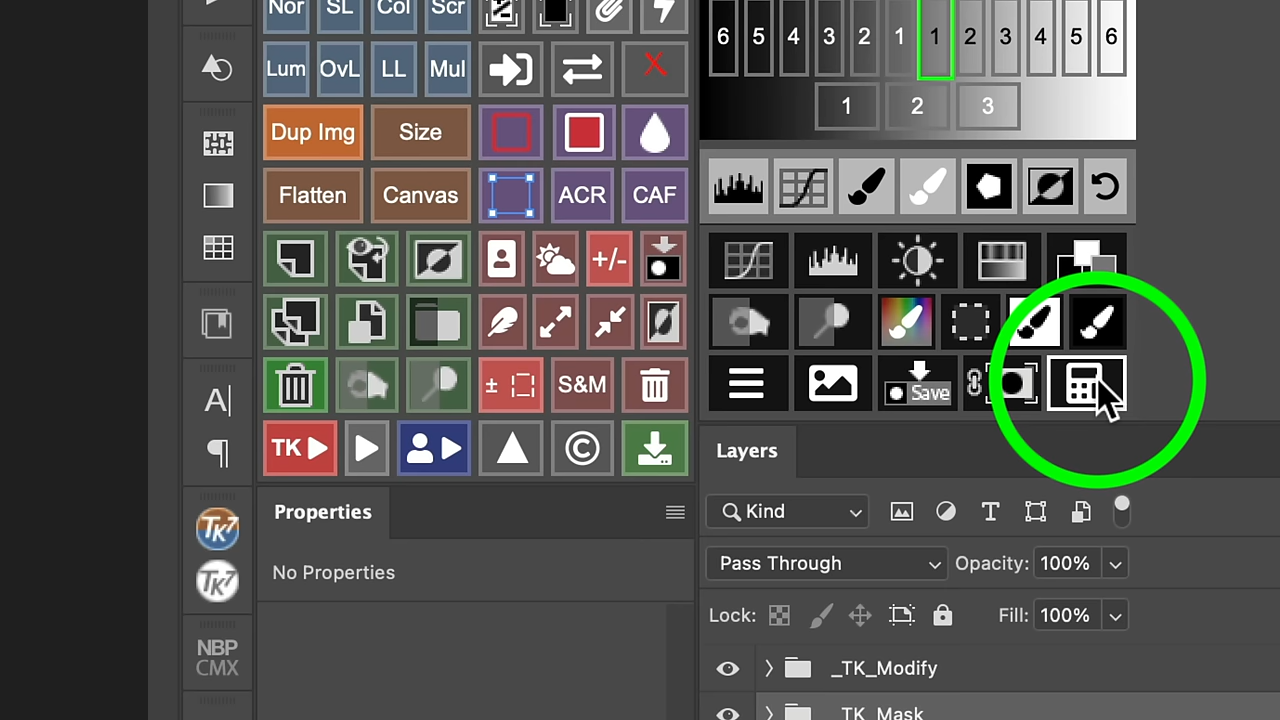 Nor SL Col Scr
Lum OvL LL Mul X
Dup Img Size
Flatten Canvas ACR CAF
+/-
± S&M
TK ©
Properties
No Properties
TK7
TK7
NBP
CMX
A
¶
6 5 4 3 2 1 1 2 3 4 5 6
1 2 3
Save
Layers
Kind
Pass Through Opacity: 100%
Lock: Fill: 100%
_TK_Modify
_TK_Mask